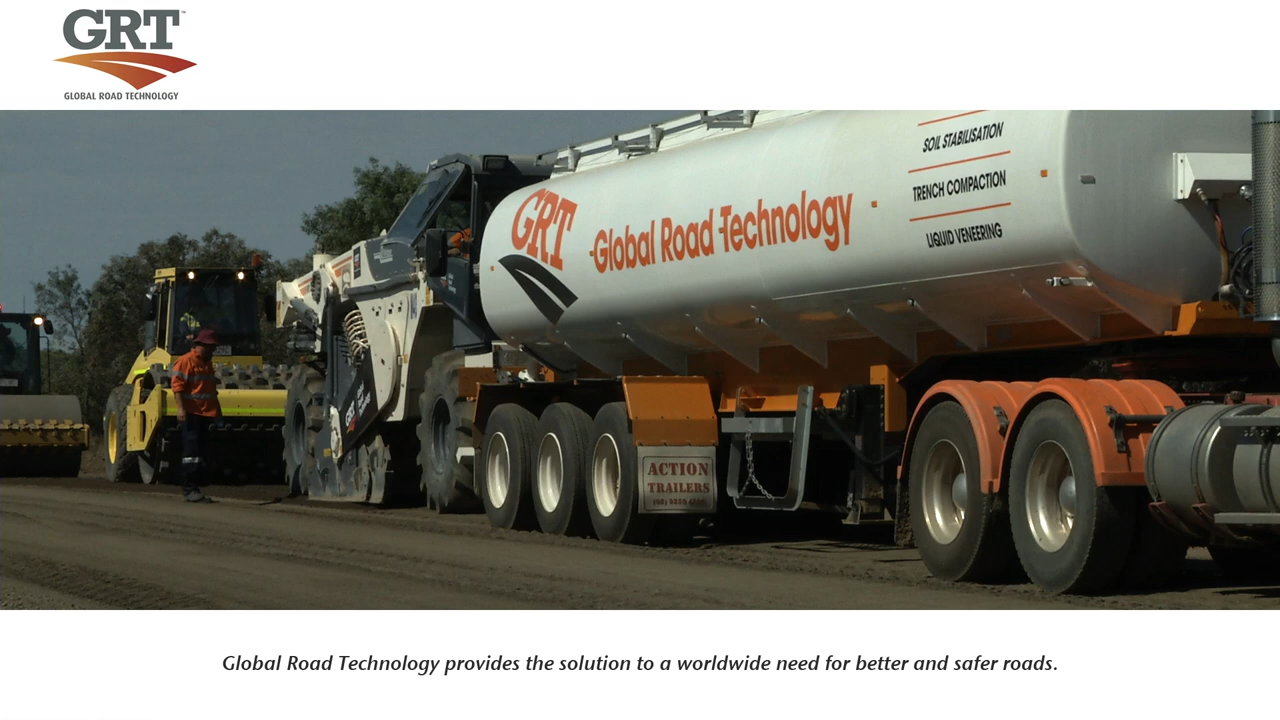 GRT™
GLOBAL ROAD TECHNOLOGY
SOIL STABILISATION
TRENCH COMPACTION
LIQUID VENEERING
GRT
Global Road Technology
GRT
ACTION
TRAILERS
Global Road Technology provides the solution to a worldwide need for better and safer roads.